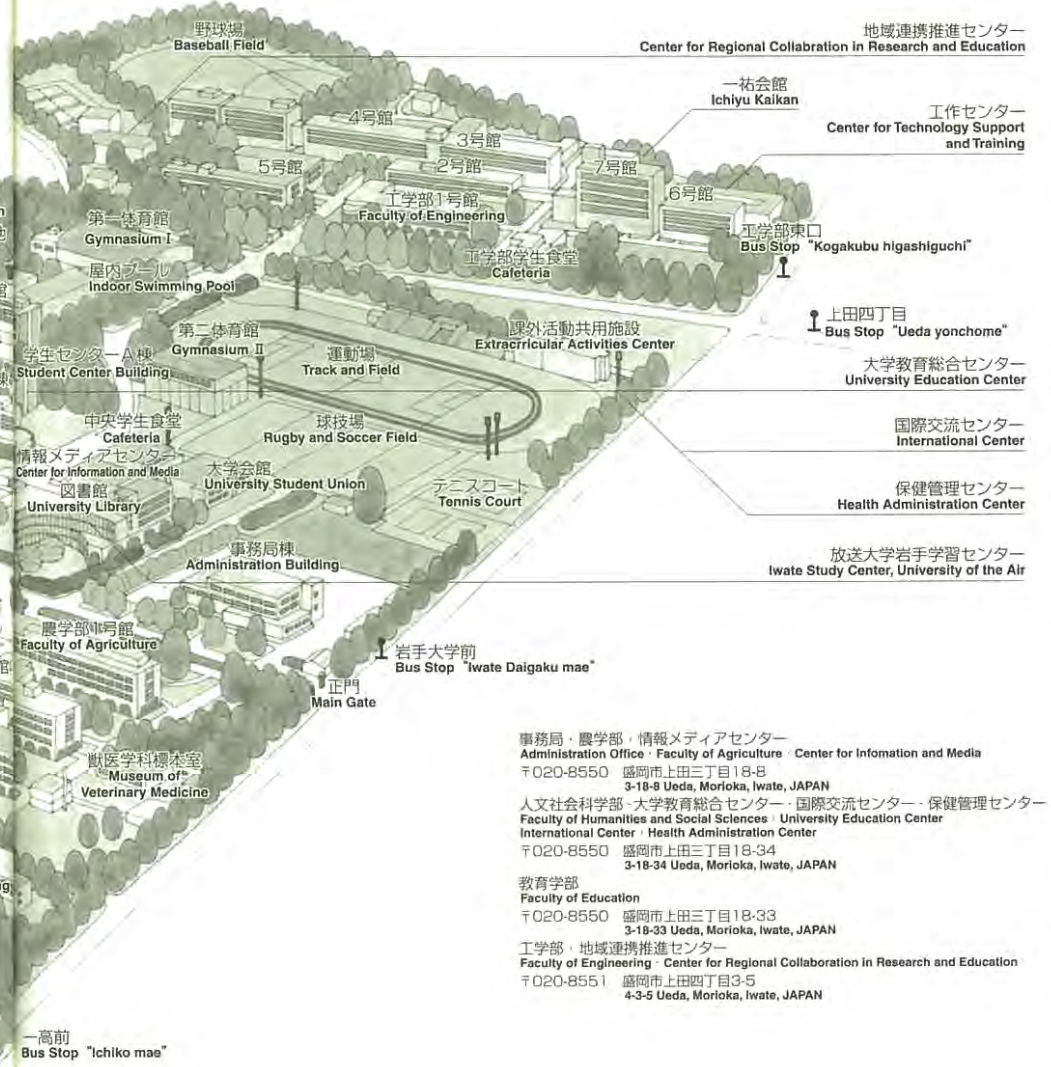 野球場
Baseball Field
地域連携推進センター
Center for Regional Collabration in Research and Education
一祐会館
Ichiyu Kaikan
工作センター
Center for Technology Support
and Training
4号館
3号館
5号館
2号館
7号館
6号館
工学部1号館
Faculty of Engineering
第一体育館
Gymnasium I
工学部東口
Bus Stop "Kogakubu higashiguchi"
工学部学生食堂
Cafeteria
屋内プール
Indoor Swimming Pool
上田四丁目
Bus Stop "Ueda yonchome"
第二体育館
Gymnasium II
運動場
Track and Field
課外活動共用施設
Extracrricular Activities Center
学生センターA棟
Student Center Building
大学教育総合センター
University Education Center
中央学生食堂
Cafeteria
球技場
Rugby and Soccer Field
国際交流センター
International Center
情報メディアセンター
Center for Information and Media
大学会館
University Student Union
テニスコート
Tennis Court
保健管理センター
Health Administration Center
図書館
University Library
事務局棟
Administration Building
放送大学岩手学習センター
Iwate Study Center, University of the Air
農学部1号館
Faculty of Agriculture
岩手大学前
Bus Stop "Iwate Daigaku mae"
正門
Main Gate
獣医学科標本室
Museum of
Veterinary Medicine
事務局・農学部・情報メディアセンター
Administration Office · Faculty of Agriculture · Center for Infomation and Media
〒020-8550 盛岡市上田三丁目18-8
3-18-8 Ueda, Morioka, Iwate, JAPAN
人文社会科学部・大学教育総合センター・国際交流センター・保健管理センター
Faculty of Humanities and Social Sciences · University Education Center
International Center · Health Administration Center
〒020-8550 盛岡市上田三丁目18-34
3-18-34 Ueda, Morioka, Iwate, JAPAN
教育学部
Faculty of Education
〒020-8550 盛岡市上田三丁目18-33
3-18-33 Ueda, Morioka, Iwate, JAPAN
工学部・地域連携推進センター
Faculty of Engineering · Center for Regional Collaboration in Research and Education
〒020-8551 盛岡市上田四丁目3-5
4-3-5 Ueda, Morioka, Iwate, JAPAN
一高前
Bus Stop "Ichiko mae"